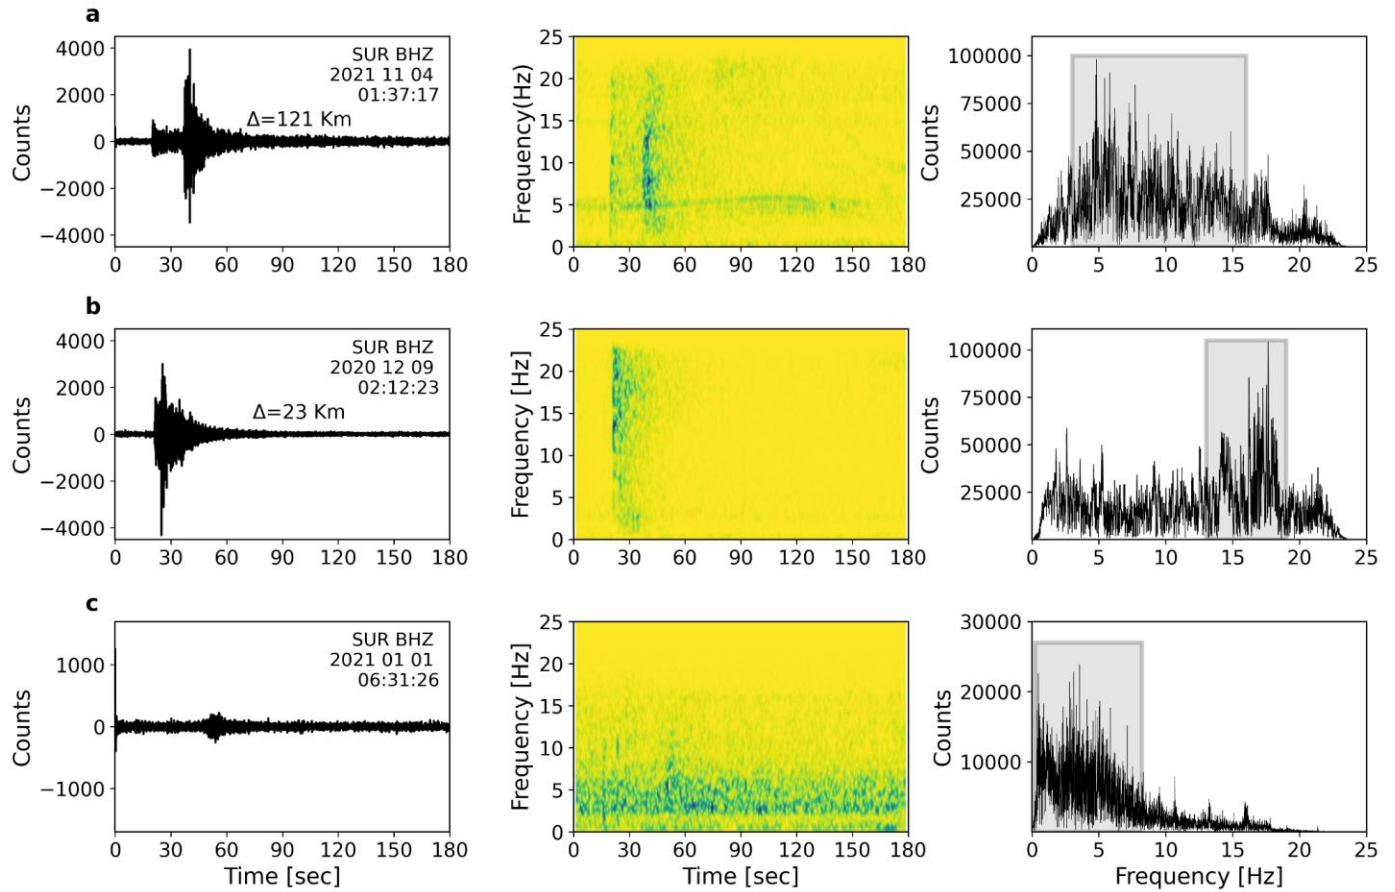 a
4000
2000
0
−2000
−4000
Counts
SUR BHZ
2021 11 04
01:37:17
Δ=121 Km
0 30 60 90 120 150 180
25
20
15
10
5
0
Frequency(Hz)
0 30 60 90 120 150 180
100000
75000
50000
25000
Counts
0 5 10 15 20 25
b
4000
2000
0
−2000
−4000
Counts
SUR BHZ
2020 12 09
02:12:23
Δ=23 Km
0 30 60 90 120 150 180
25
20
15
10
5
0
Frequency [Hz]
0 30 60 90 120 150 180
100000
75000
50000
25000
Counts
0 5 10 15 20 25
c
1000
0
−1000
Counts
SUR BHZ
2021 01 01
06:31:26
0 30 60 90 120 150 180
Time [sec]
25
20
15
10
5
0
Frequency [Hz]
0 30 60 90 120 150 180
Time [sec]
30000
20000
10000
Counts
0 5 10 15 20 25
Frequency [Hz]